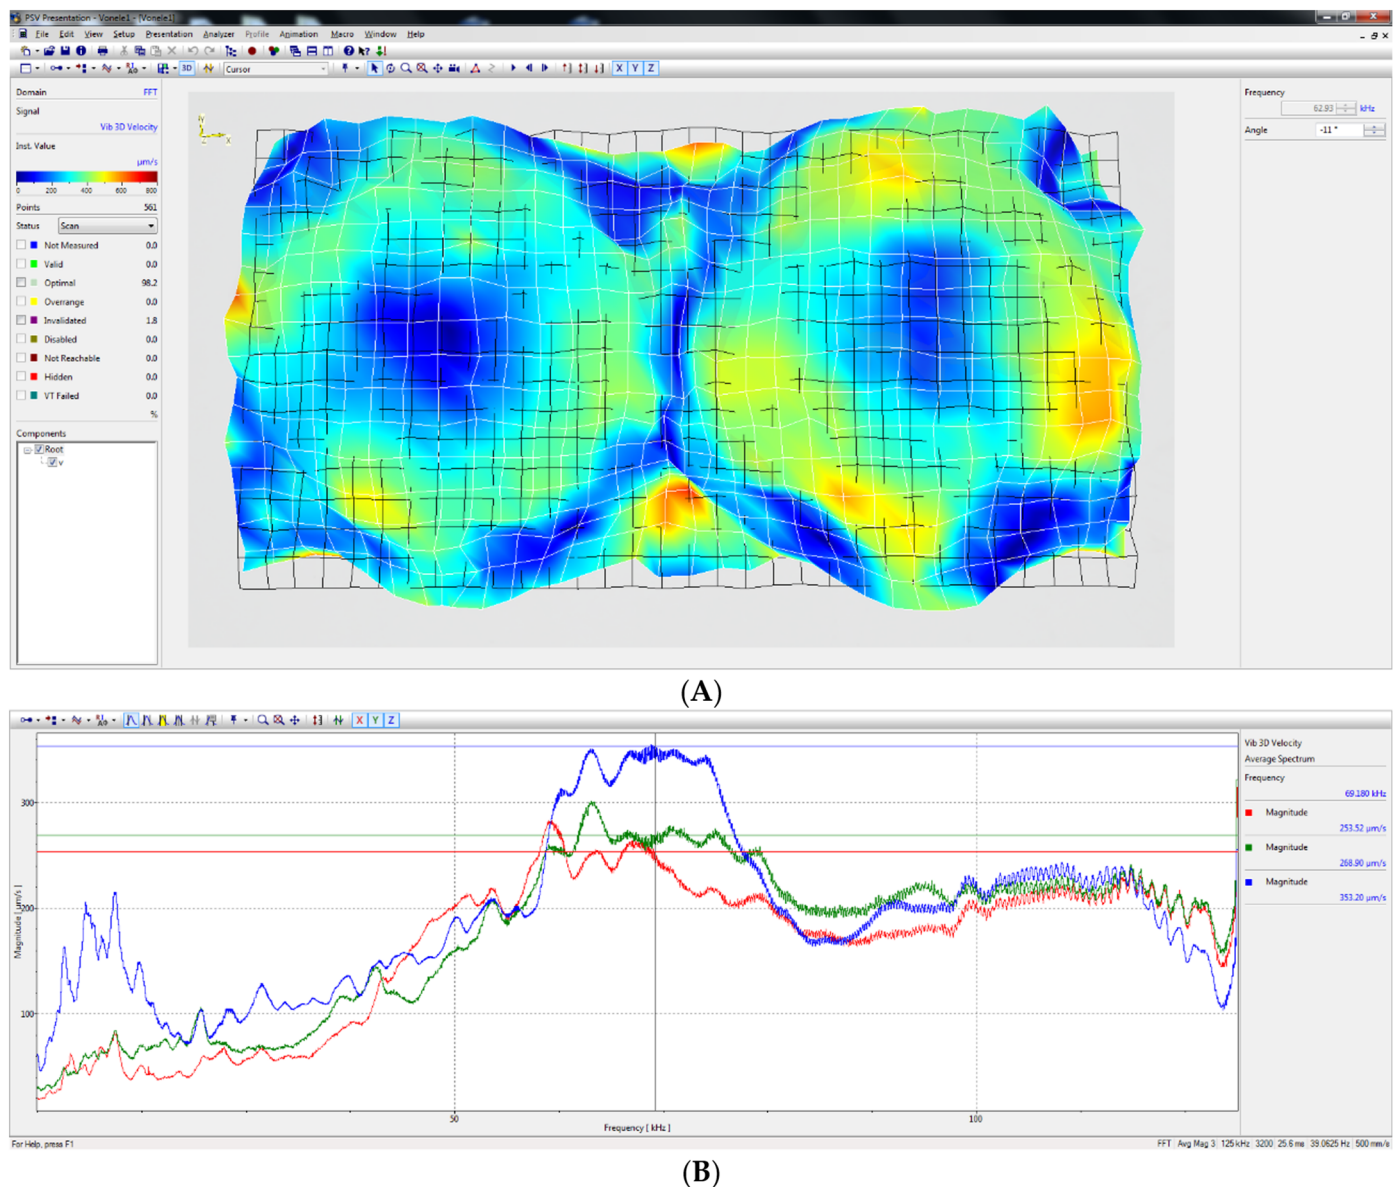 PSV Presentation - Vonele1 - [Vonele1]
File Edit View Setup Presentation Analyzer Profile Animation Macro Window Help
3D Cursor X Y Z
Domain FFT
Signal
Vib 3D Velocity
Inst. Value
µm/s
0 200 400 600 800
Points 561
Status Scan
Not Measured 0.0
Valid 0.0
Optimal 98.2
Overrange 0.0
Invalidated 1.8
Disabled 0.0
Not Reachable 0.0
Hidden 0.0
VT Failed 0.0
%
Components
Root
v
Y
Z X
Frequency
62.93 kHz
Angle -11 °
(A)
X Y Z
300
200
100
Magnitude [ µm/s ]
50 100
Frequency [ kHz ]
Vib 3D Velocity
Average Spectrum
Frequency
69.180 kHz
Magnitude
253.52 µm/s
Magnitude
268.90 µm/s
Magnitude
353.20 µm/s
For Help, press F1
FFT Avg Mag 3 125 kHz 3200 25.6 ms 39.0625 Hz 500 mm/s
(B)